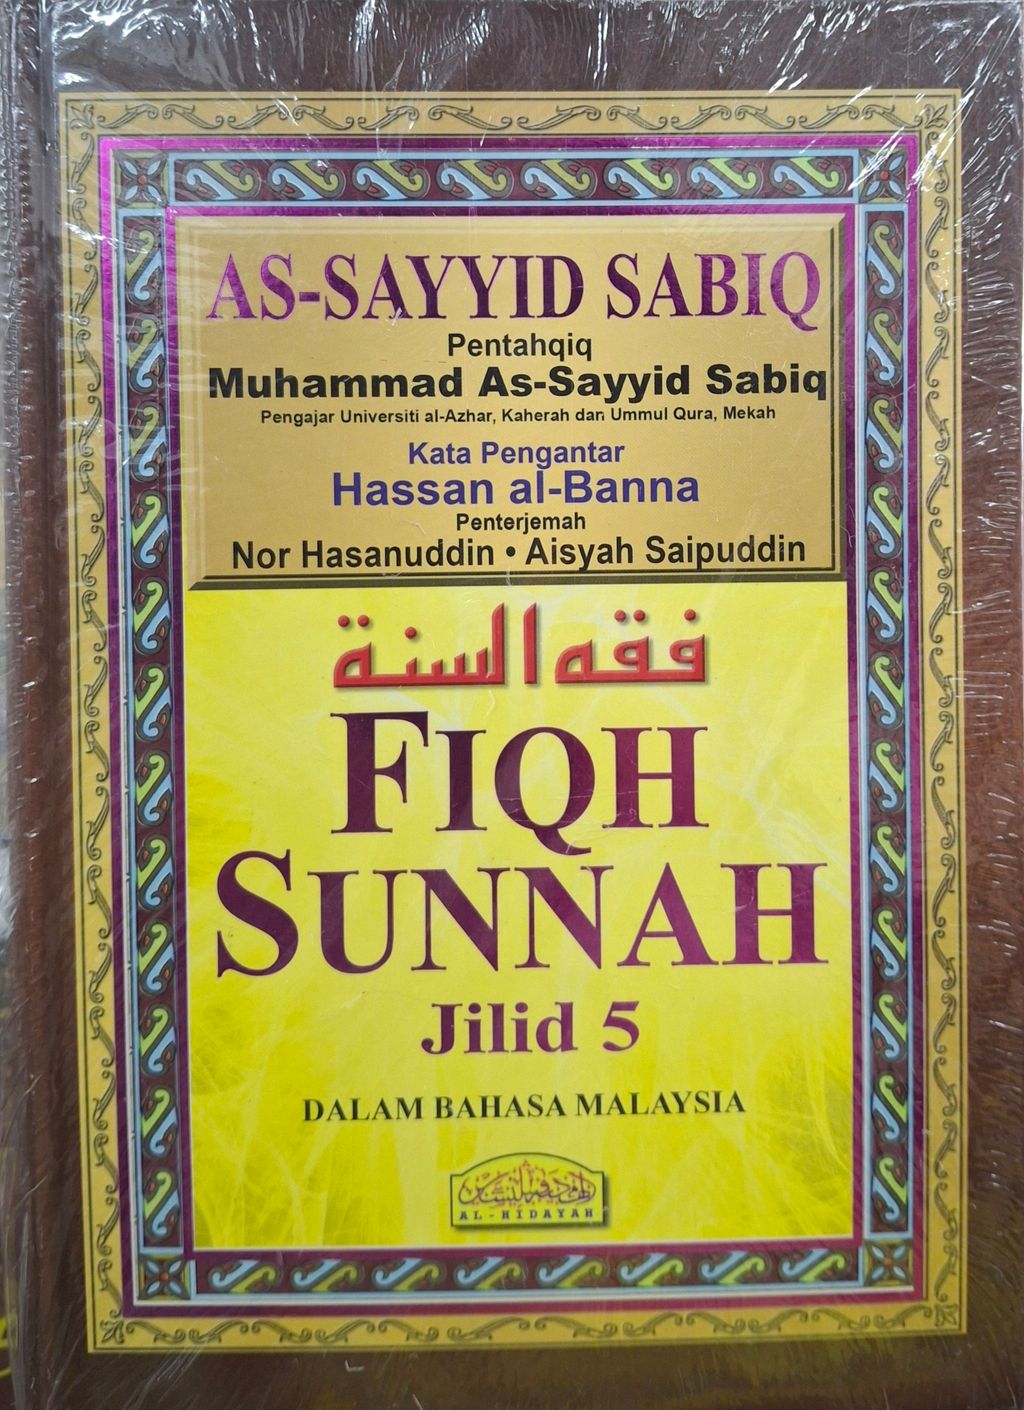 AS-SAYYID SABIQ
Pentahqiq
Muhammad As-Sayyid Sabiq
Pengajar Universiti al-Azhar, Kaherah dan Ummul Qura, Mekah
Kata Pengantar
Hassan al-Banna
Penterjemah
Nor Hasanuddin • Aisyah Saipuddin
فقه السنة
FIQH
SUNNAH
Jilid 5
DALAM BAHASA MALAYSIA
AL-HIDAYAH